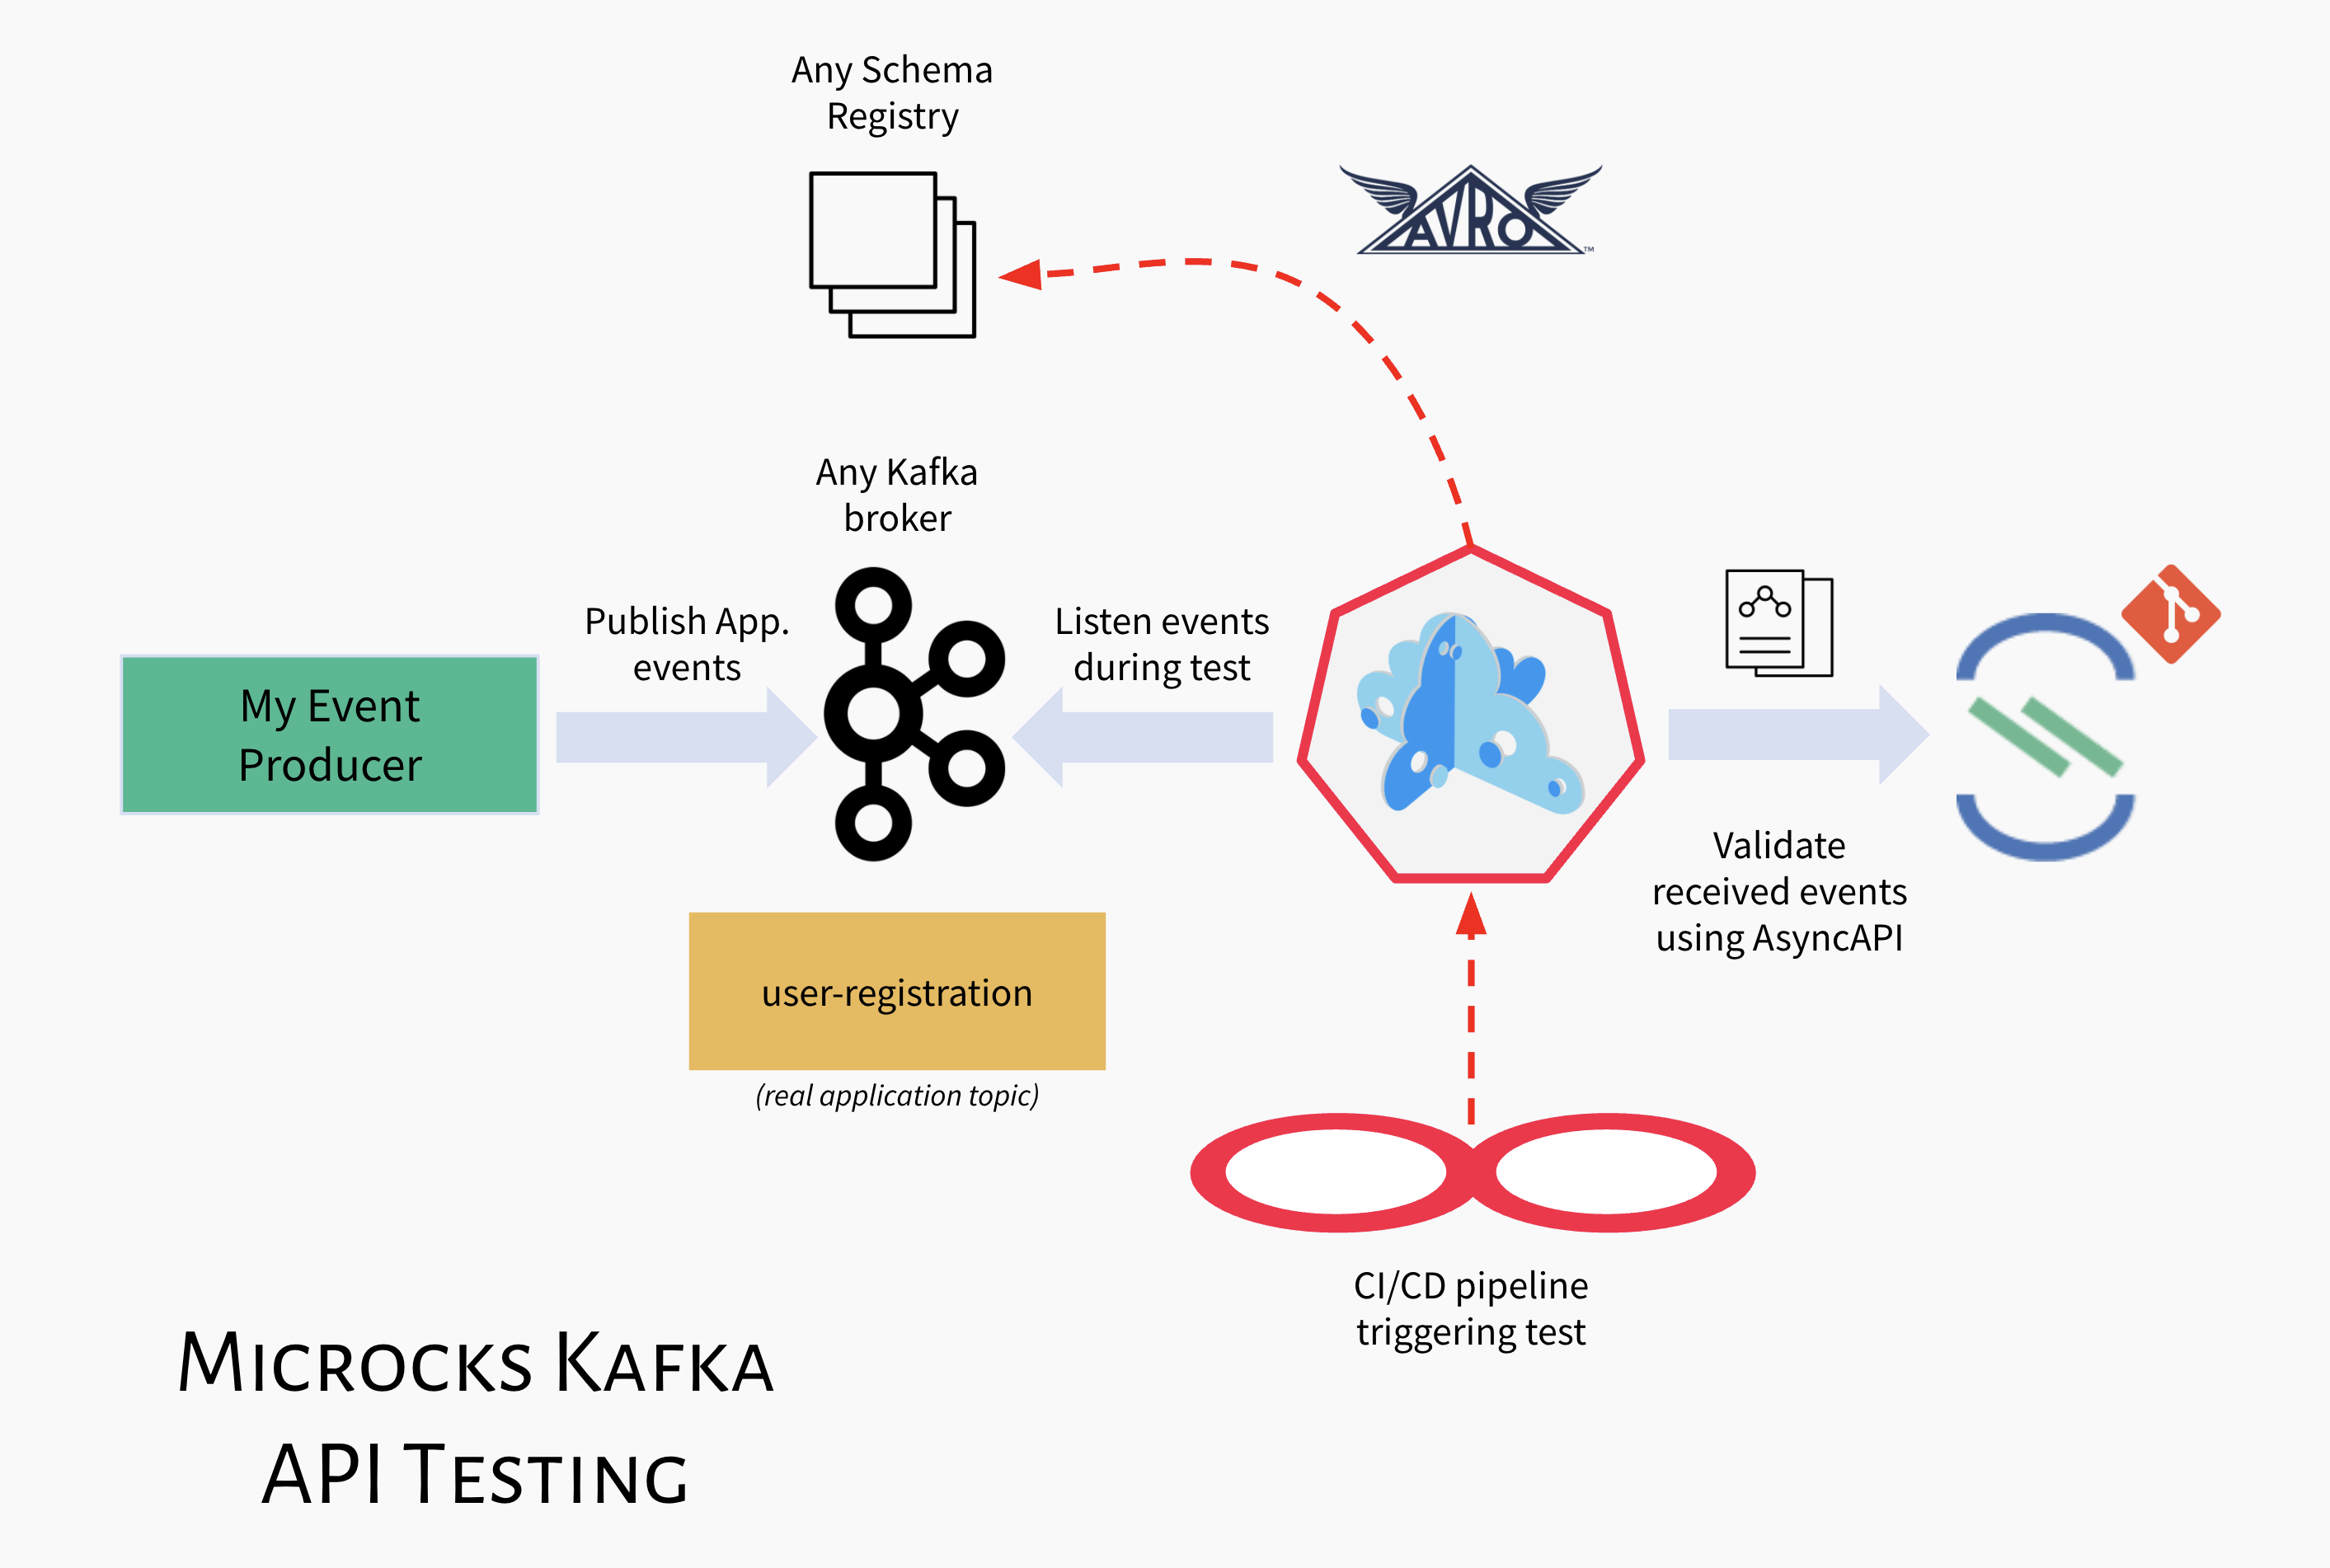 Any Schema
Registry
AVRO™
Any Kafka
broker
Publish App.
events
Listen events
during test
My Event
Producer
Validate
received events
using AsyncAPI
user-registration
(real application topic)
CI/CD pipeline
triggering test
Microcks Kafka
API Testing